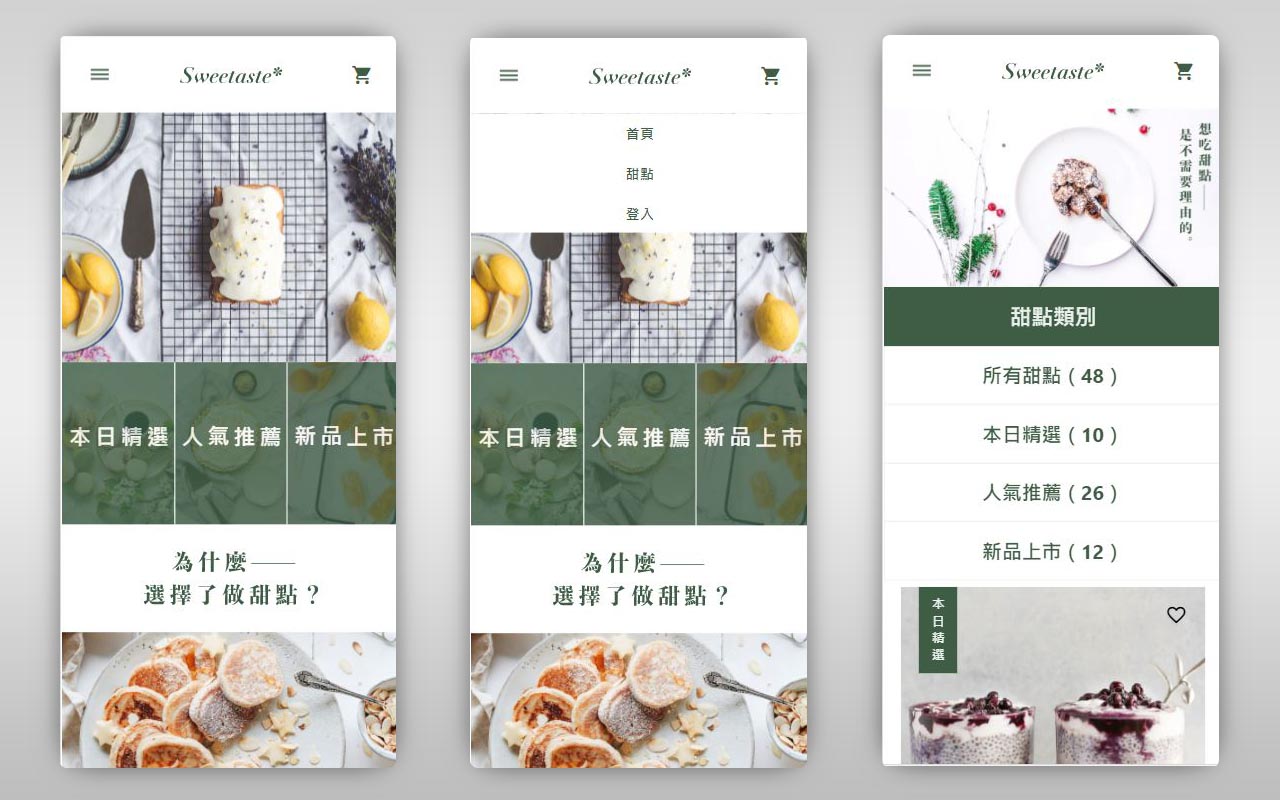 Sweetaste*
本日精選
人氣推薦
新品上市
為什麼——
選擇了做甜點？
Sweetaste*
首頁
甜點
登入
本日精選
人氣推薦
新品上市
為什麼——
選擇了做甜點？
Sweetaste*
想吃甜點——
是不需要理由的。
甜點類別
所有甜點（48）
本日精選（10）
人氣推薦（26）
新品上市（12）
本日精選